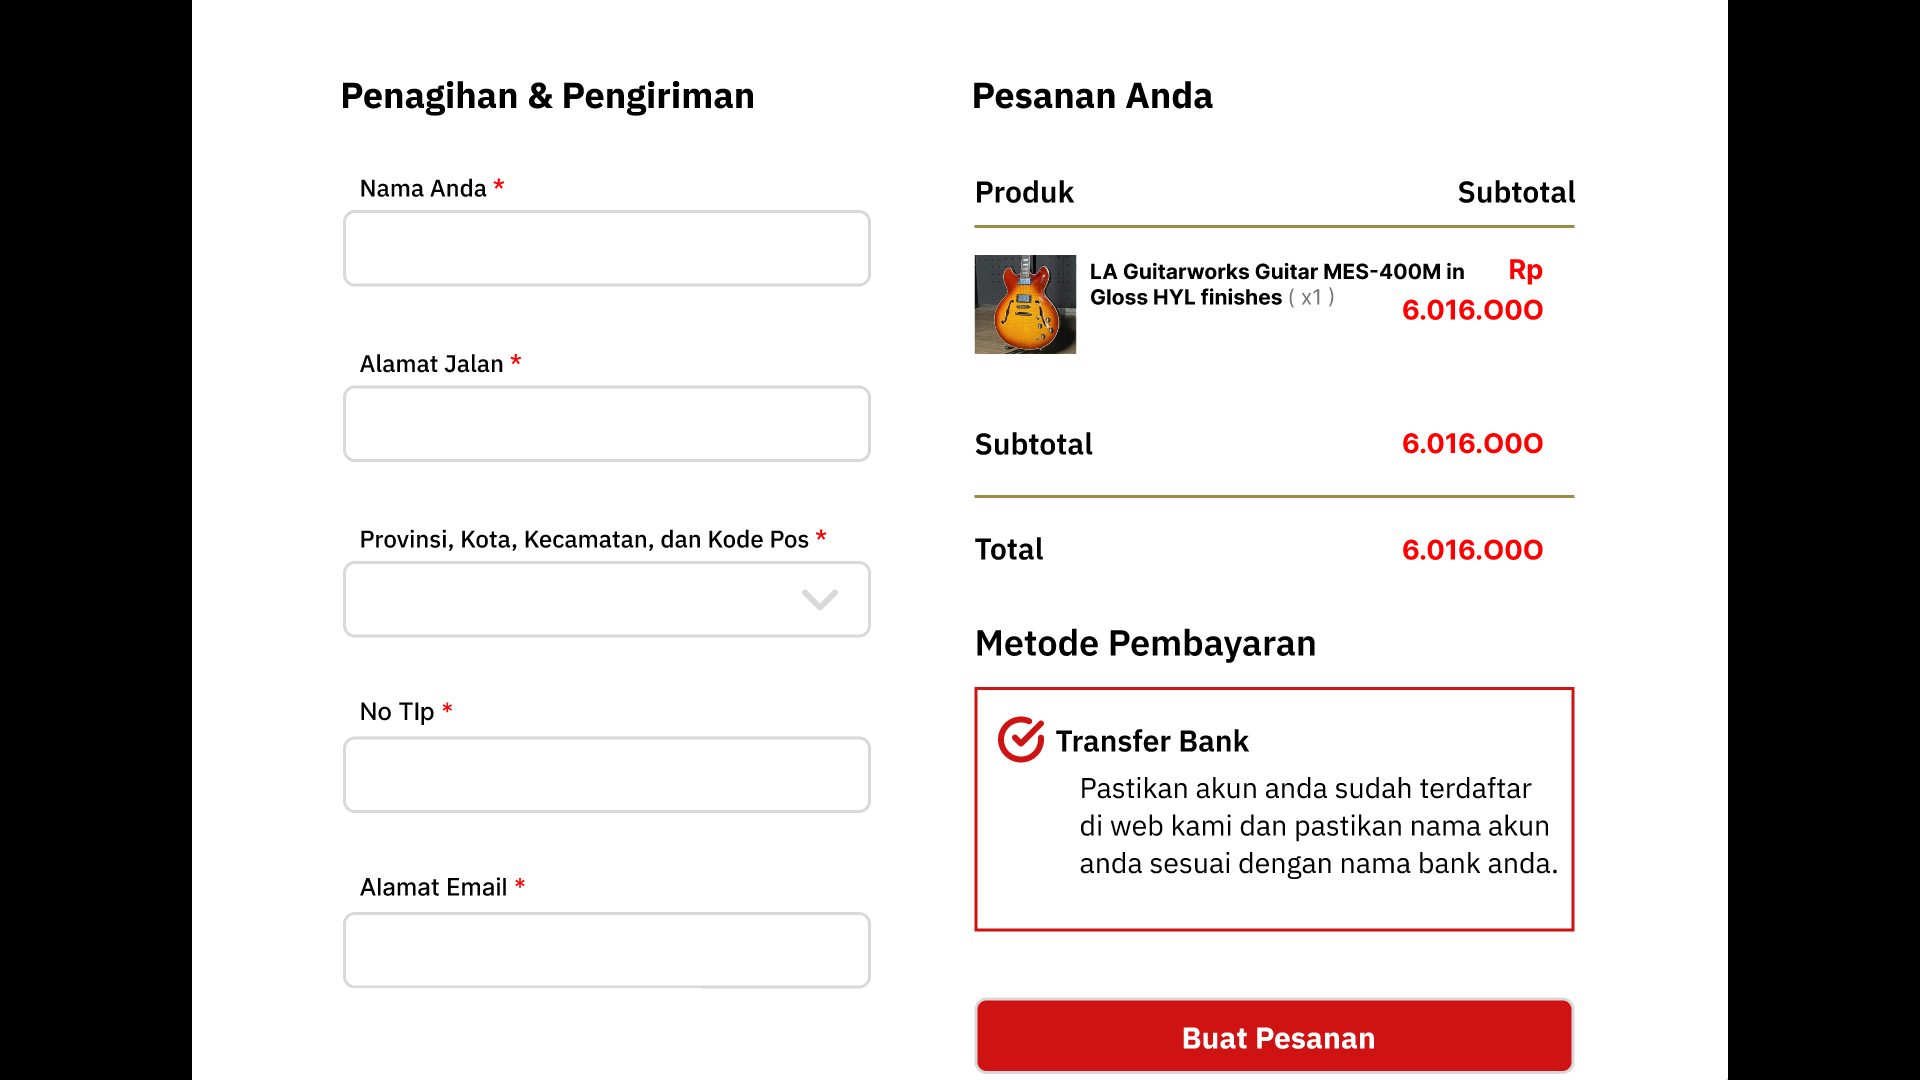 Penagihan & Pengiriman
Nama Anda *
Alamat Jalan *
Provinsi, Kota, Kecamatan, dan Kode Pos *
No Tlp *
Alamat Email *
Pesanan Anda
Produk Subtotal
LA Guitarworks Guitar MES-400M in
Gloss HYL finishes ( x1 )
Rp
6.016.000
Subtotal 6.016.000
Total 6.016.000
Metode Pembayaran
Transfer Bank
Pastikan akun anda sudah terdaftar
di web kami dan pastikan nama akun
anda sesuai dengan nama bank anda.
Buat Pesanan